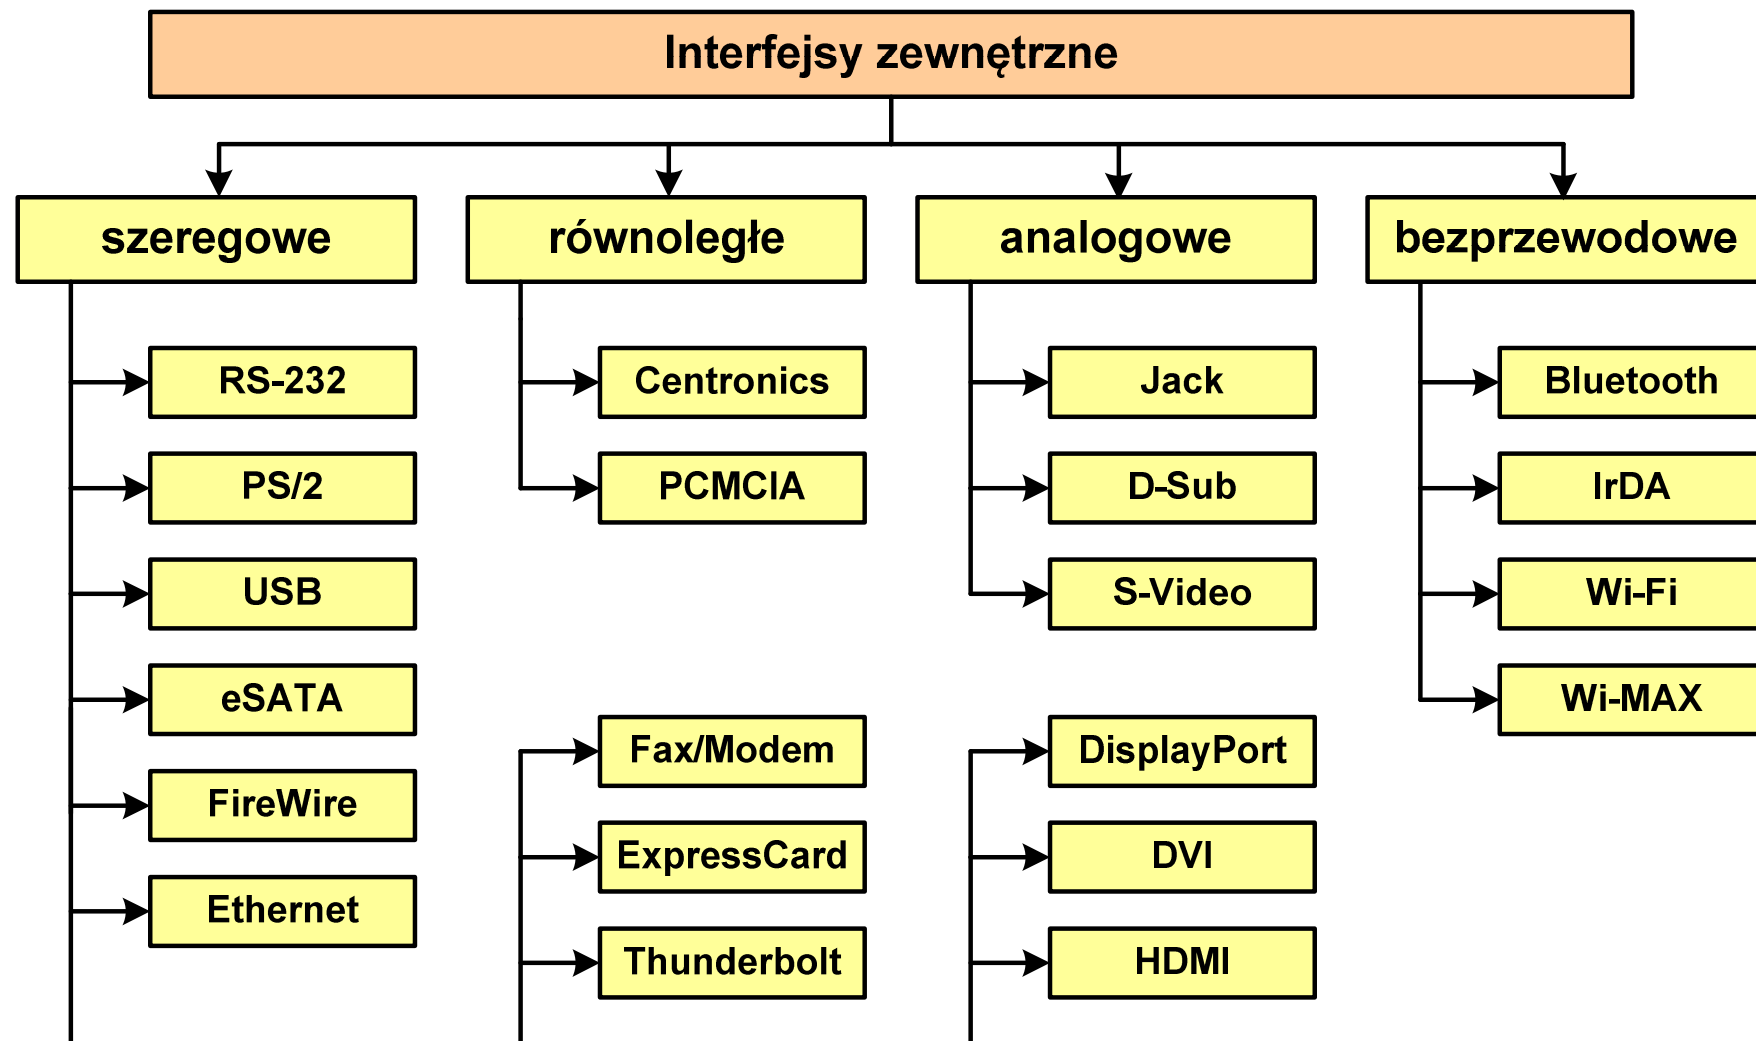 Interfejsy zewnętrzne
szeregowe
równoległe
analogowe
bezprzewodowe
RS-232
Centronics
Jack
Bluetooth
PS/2
PCMCIA
D-Sub
IrDA
USB
S-Video
Wi-Fi
eSATA
Wi-MAX
Fax/Modem
DisplayPort
FireWire
ExpressCard
DVI
Ethernet
Thunderbolt
HDMI